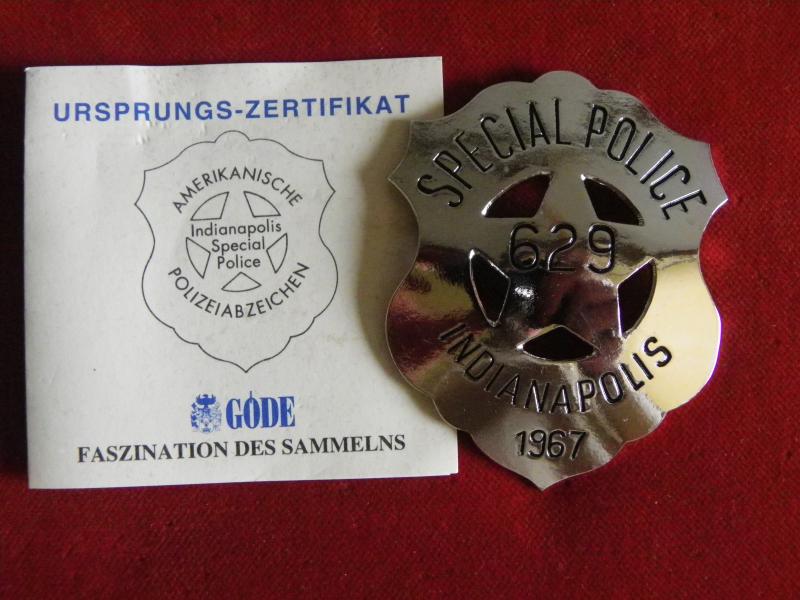 URSPRUNGS-ZERTIFIKAT
AMERIKANISCHE
Indianapolis
Special
Police
POLIZEIABZEICHEN
GÖDE
FASZINATION DES SAMMELNS
SPECIAL POLICE
629
INDIANAPOLIS
1967